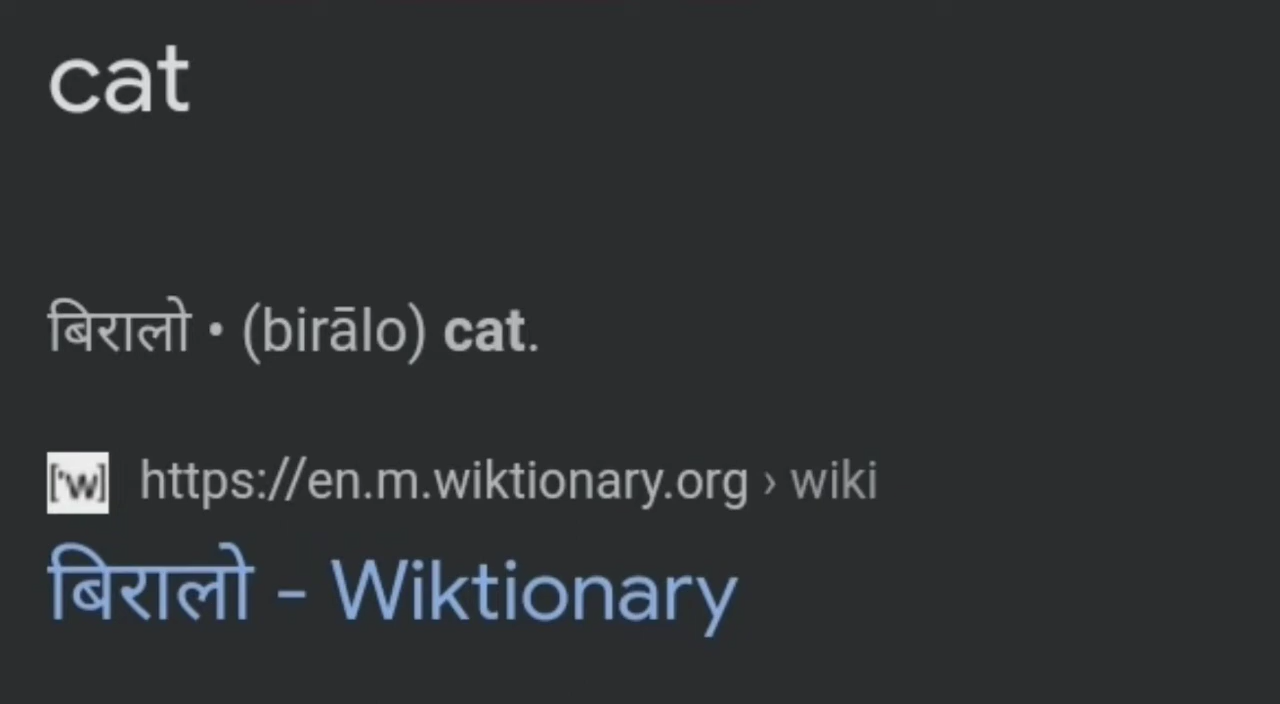 cat
बिरालो • (birālo) cat.
['w] https://en.m.wiktionary.org › wiki
बिरालो - Wiktionary